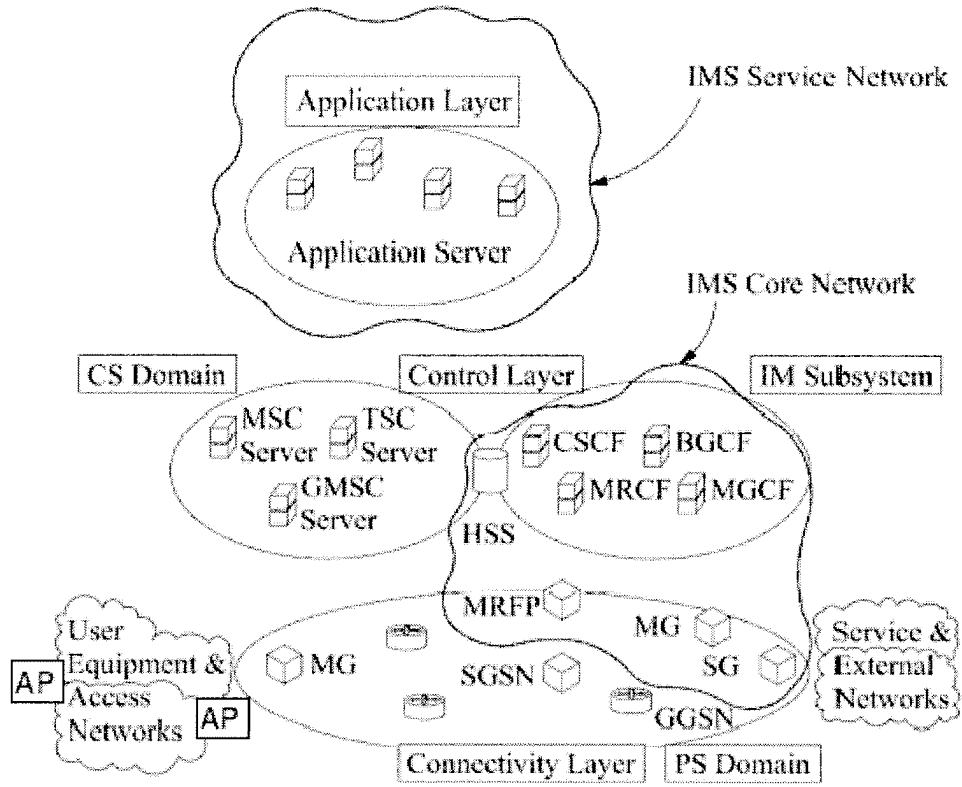 IMS Service Network
Application Layer
Application Server
IMS Core Network
CS Domain
Control Layer
IM Subsystem
MSC
Server
TSC
Server
GMSC
Server
HSS
CSCF
BGCF
MRCF
MGCF
User
Equipment &
Access
Networks
AP
AP
MG
MRFP
SGSN
MG
SG
GGSN
Service &
External
Networks
Connectivity Layer
PS Domain